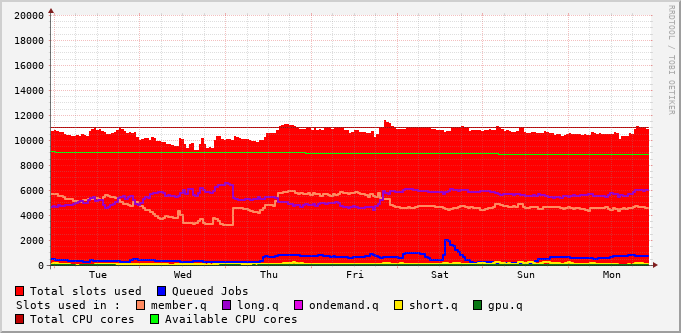 RRDTOOL / TOBI OETIKER
20000
18000
16000
14000
12000
10000
8000
6000
4000
2000
0
Tue Wed Thu Fri Sat Sun Mon
Total slots used Queued Jobs
Slots used in : member.q long.q ondemand.q short.q gpu.q
Total CPU cores Available CPU cores